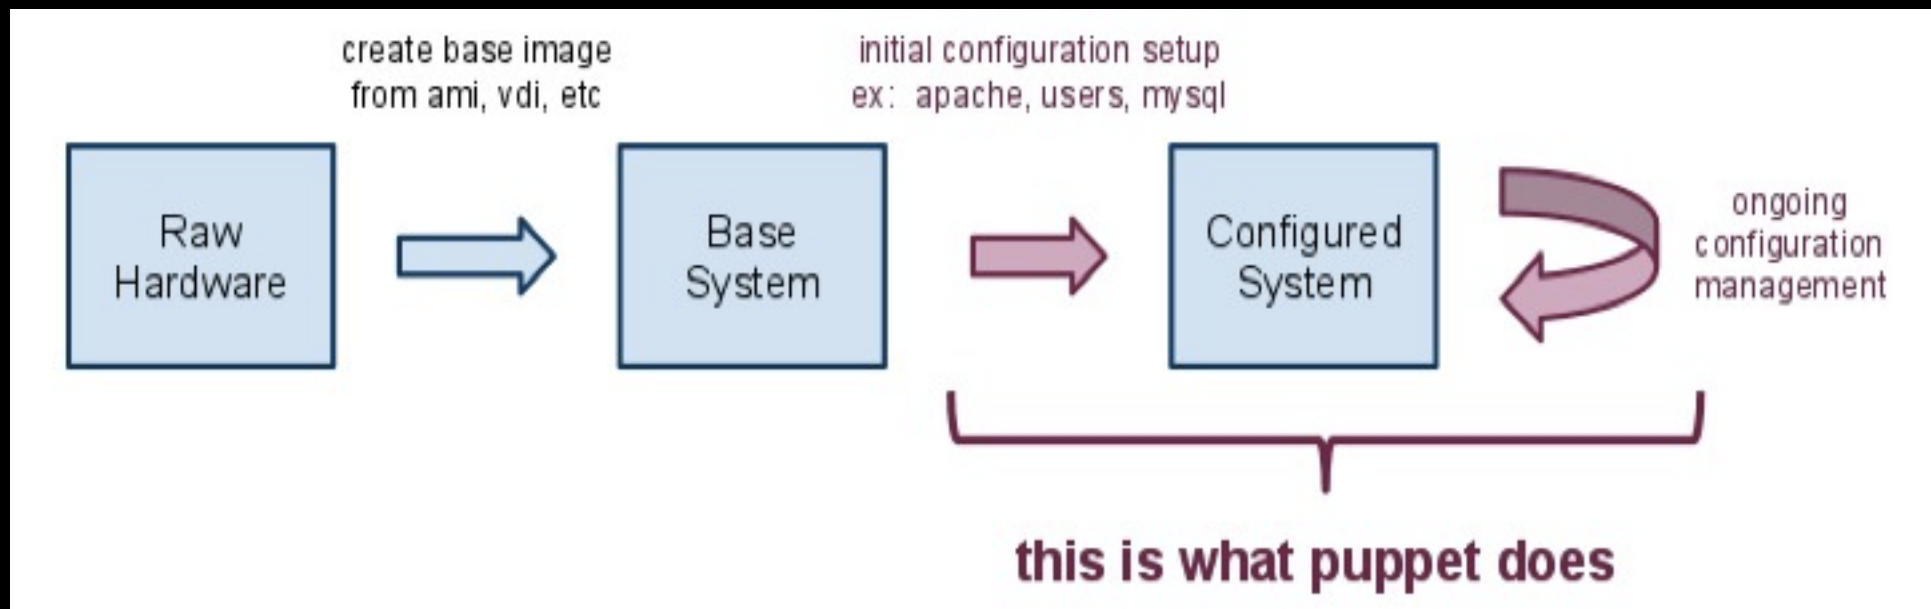 create base image
from ami, vdi, etc
initial configuration setup
ex: apache, users, mysql
Raw
Hardware
Base
System
Configured
System
ongoing
configuration
management
this is what puppet does